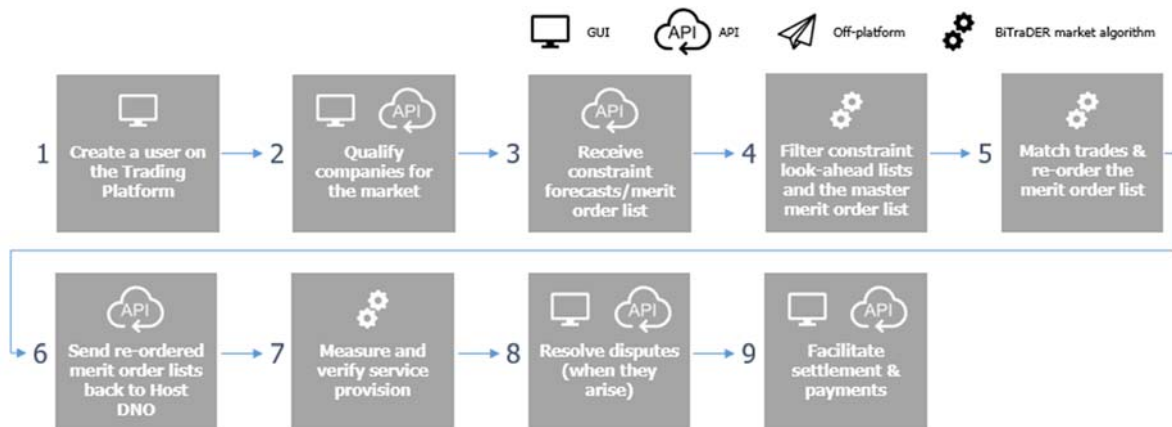 GUI
API
API
Off-platform
BiTraDER market algorithm
1
Create a user on
the Trading
Platform
2
API
Qualify
companies for
the market
3
API
Receive
constraint
forecasts/merit
order list
4
Filter constraint
look-ahead lists
and the master
merit order list
5
Match trades &
re-order the
merit order list
6
API
Send re-ordered
merit order lists
back to Host
DNO
7
Measure and
verify service
provision
8
API
Resolve disputes
(when they
arise)
9
API
Facilitate
settlement &
payments